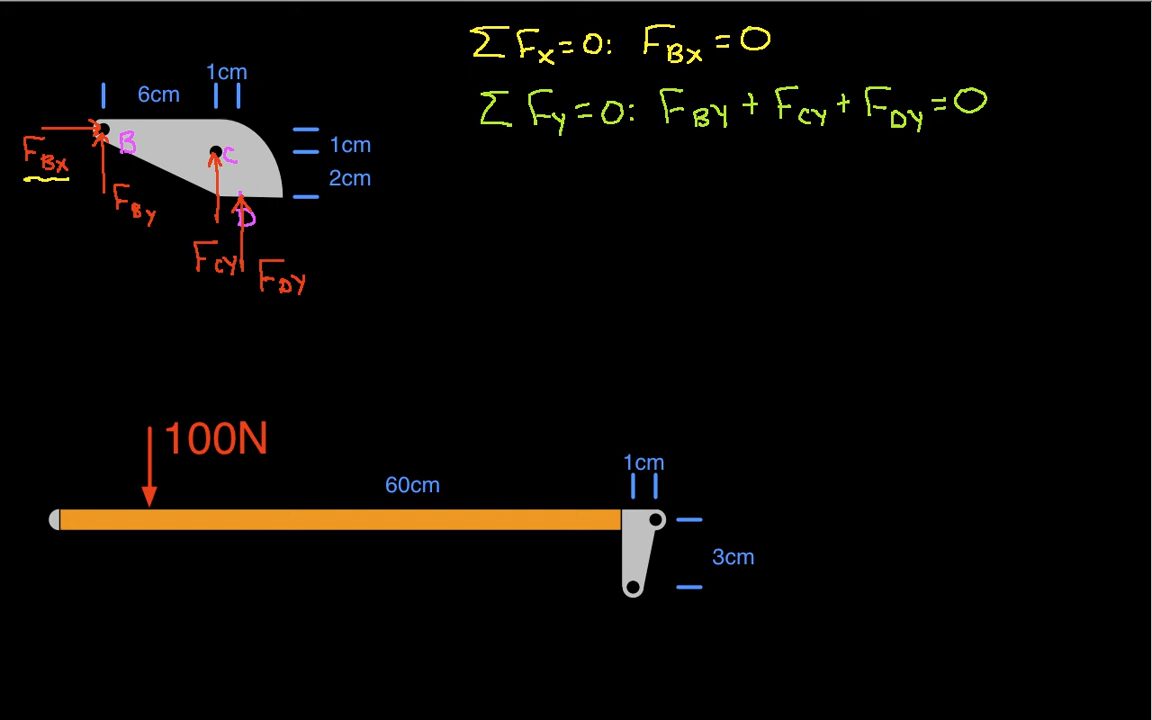 ΣFx=0: FBx=0
ΣFy=0: FBy+FCy+FDy=0
1cm
6cm
B
FBx
C
1cm
2cm
FBy
D
FCy
FDy
100N
60cm
1cm
3cm